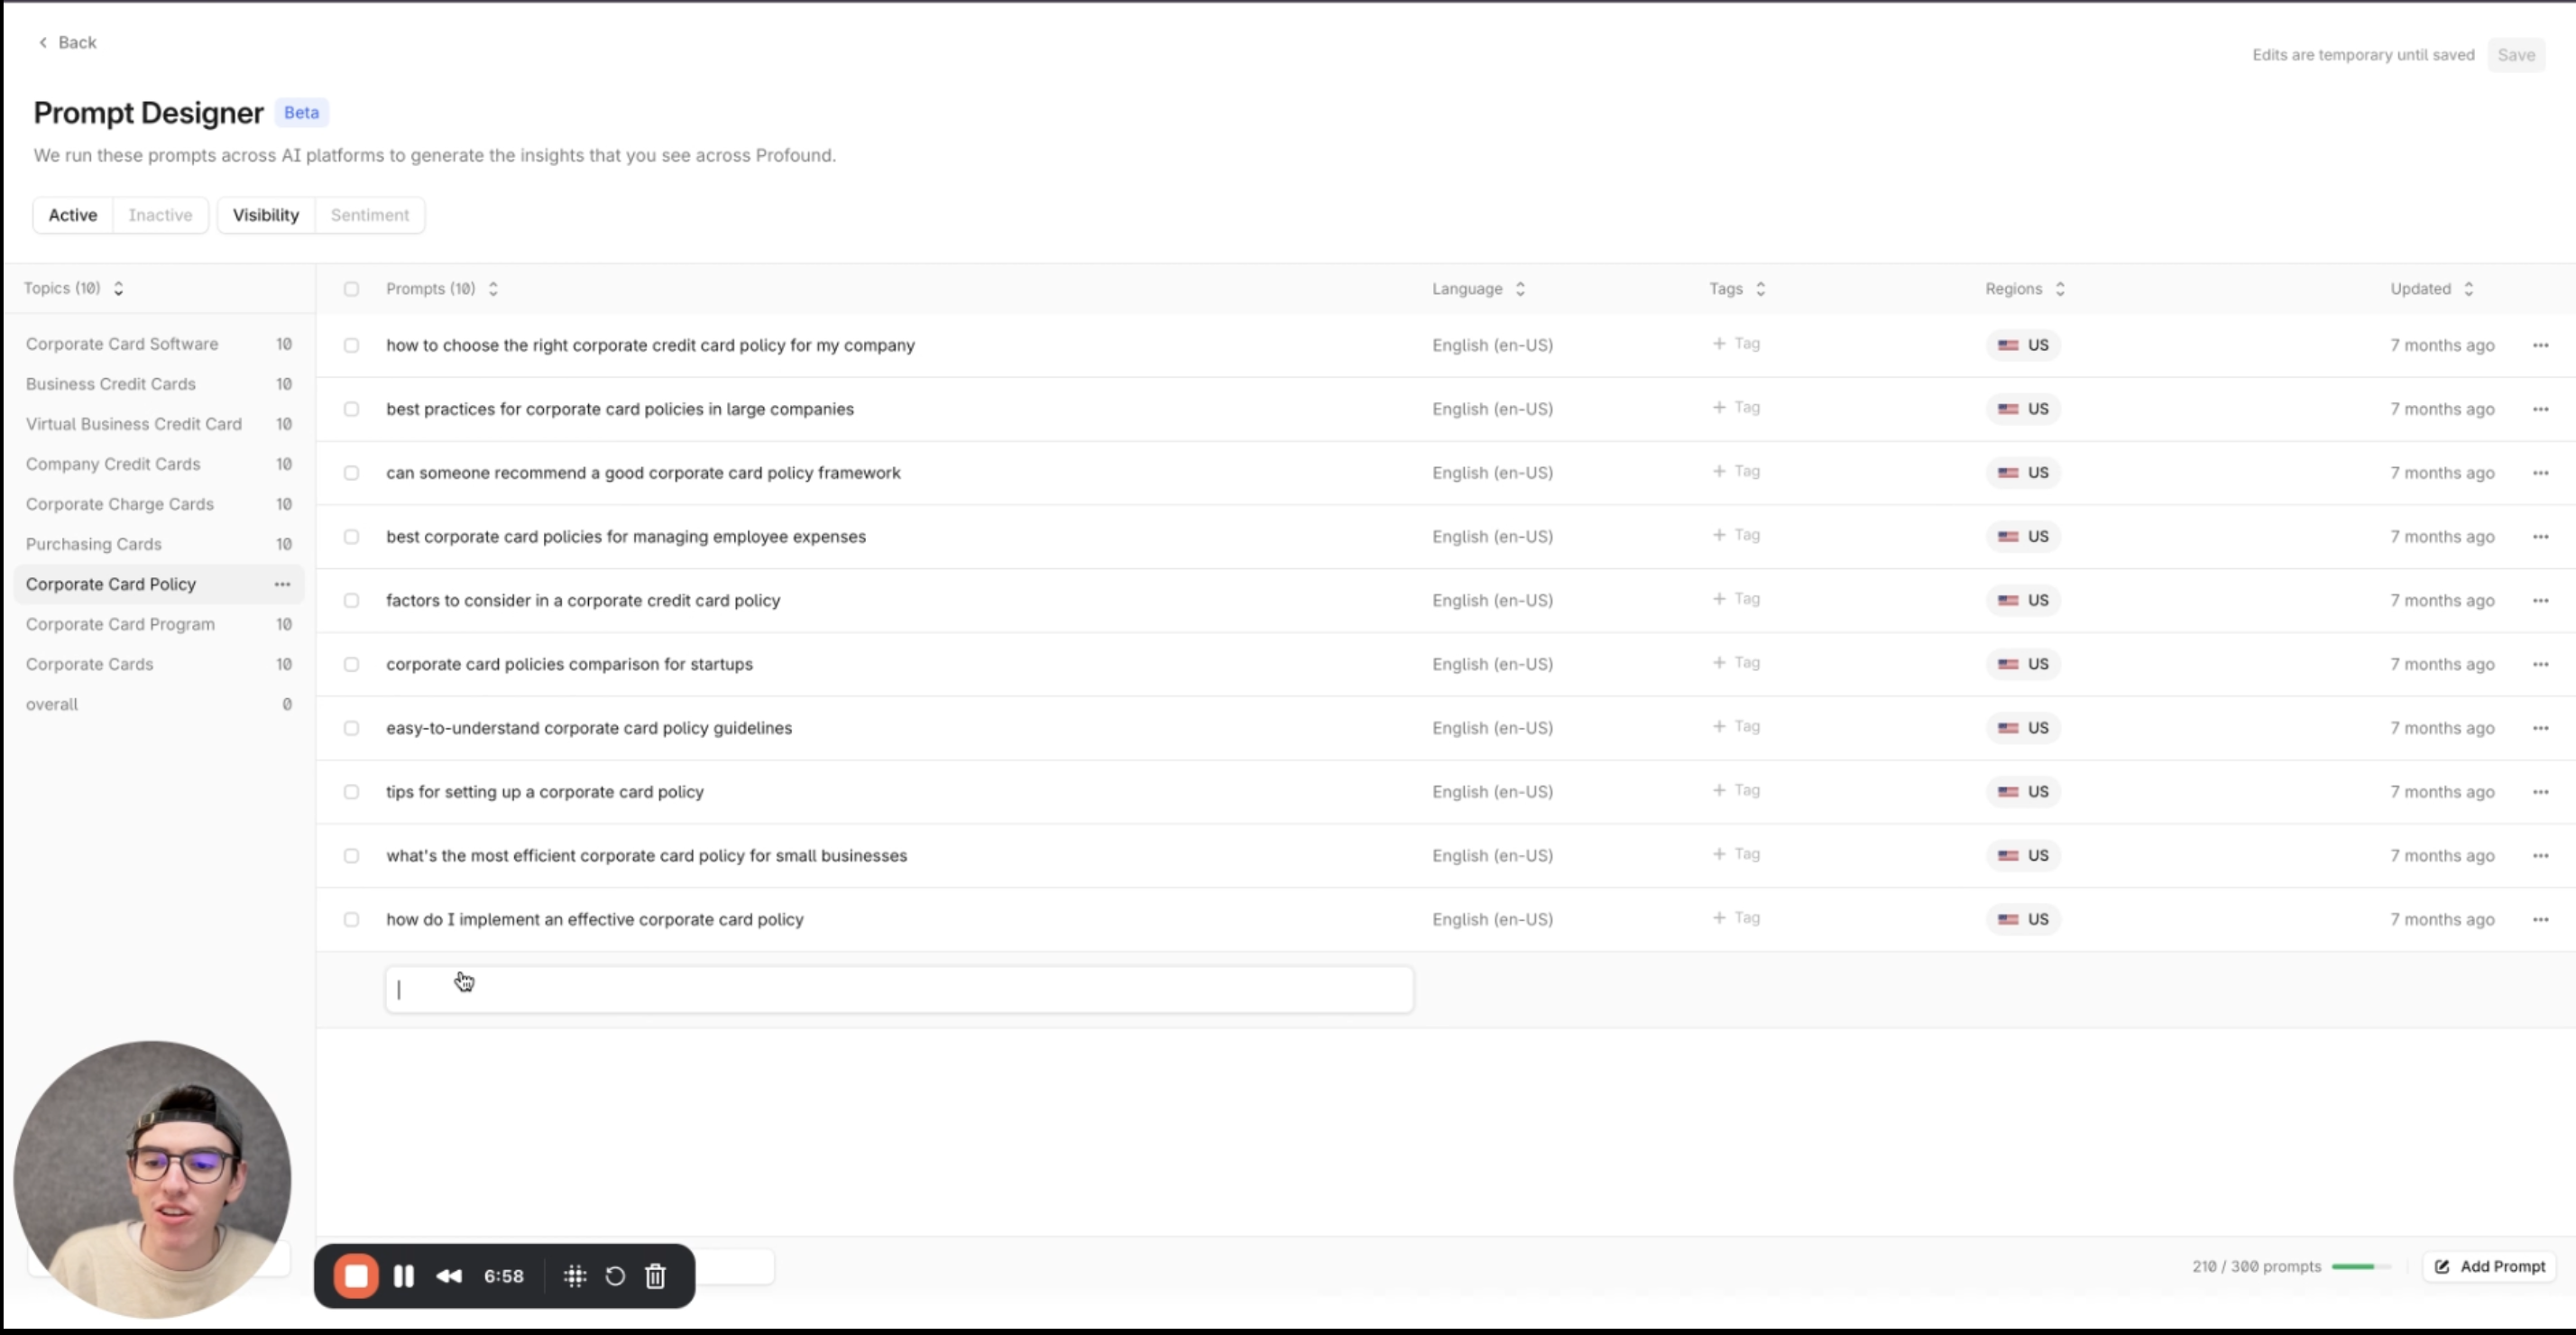 Back
Edits are temporary until saved Save
Prompt Designer Beta
We run these prompts across AI platforms to generate the insights that you see across Profound.
Active Inactive Visibility Sentiment
Topics (10) Prompts (10) Language Tags Regions Updated
Corporate Card Software 10
Business Credit Cards 10
Virtual Business Credit Card 10
Company Credit Cards 10
Corporate Charge Cards 10
Purchasing Cards 10
Corporate Card Policy
Corporate Card Program 10
Corporate Cards 10
overall 0
how to choose the right corporate credit card policy for my company English (en-US) + Tag US 7 months ago
best practices for corporate card policies in large companies English (en-US) + Tag US 7 months ago
can someone recommend a good corporate card policy framework English (en-US) + Tag US 7 months ago
best corporate card policies for managing employee expenses English (en-US) + Tag US 7 months ago
factors to consider in a corporate credit card policy English (en-US) + Tag US 7 months ago
corporate card policies comparison for startups English (en-US) + Tag US 7 months ago
easy-to-understand corporate card policy guidelines English (en-US) + Tag US 7 months ago
tips for setting up a corporate card policy English (en-US) + Tag US 7 months ago
what's the most efficient corporate card policy for small businesses English (en-US) + Tag US 7 months ago
how do I implement an effective corporate card policy English (en-US) + Tag US 7 months ago
6:58
210 / 300 prompts Add Prompt